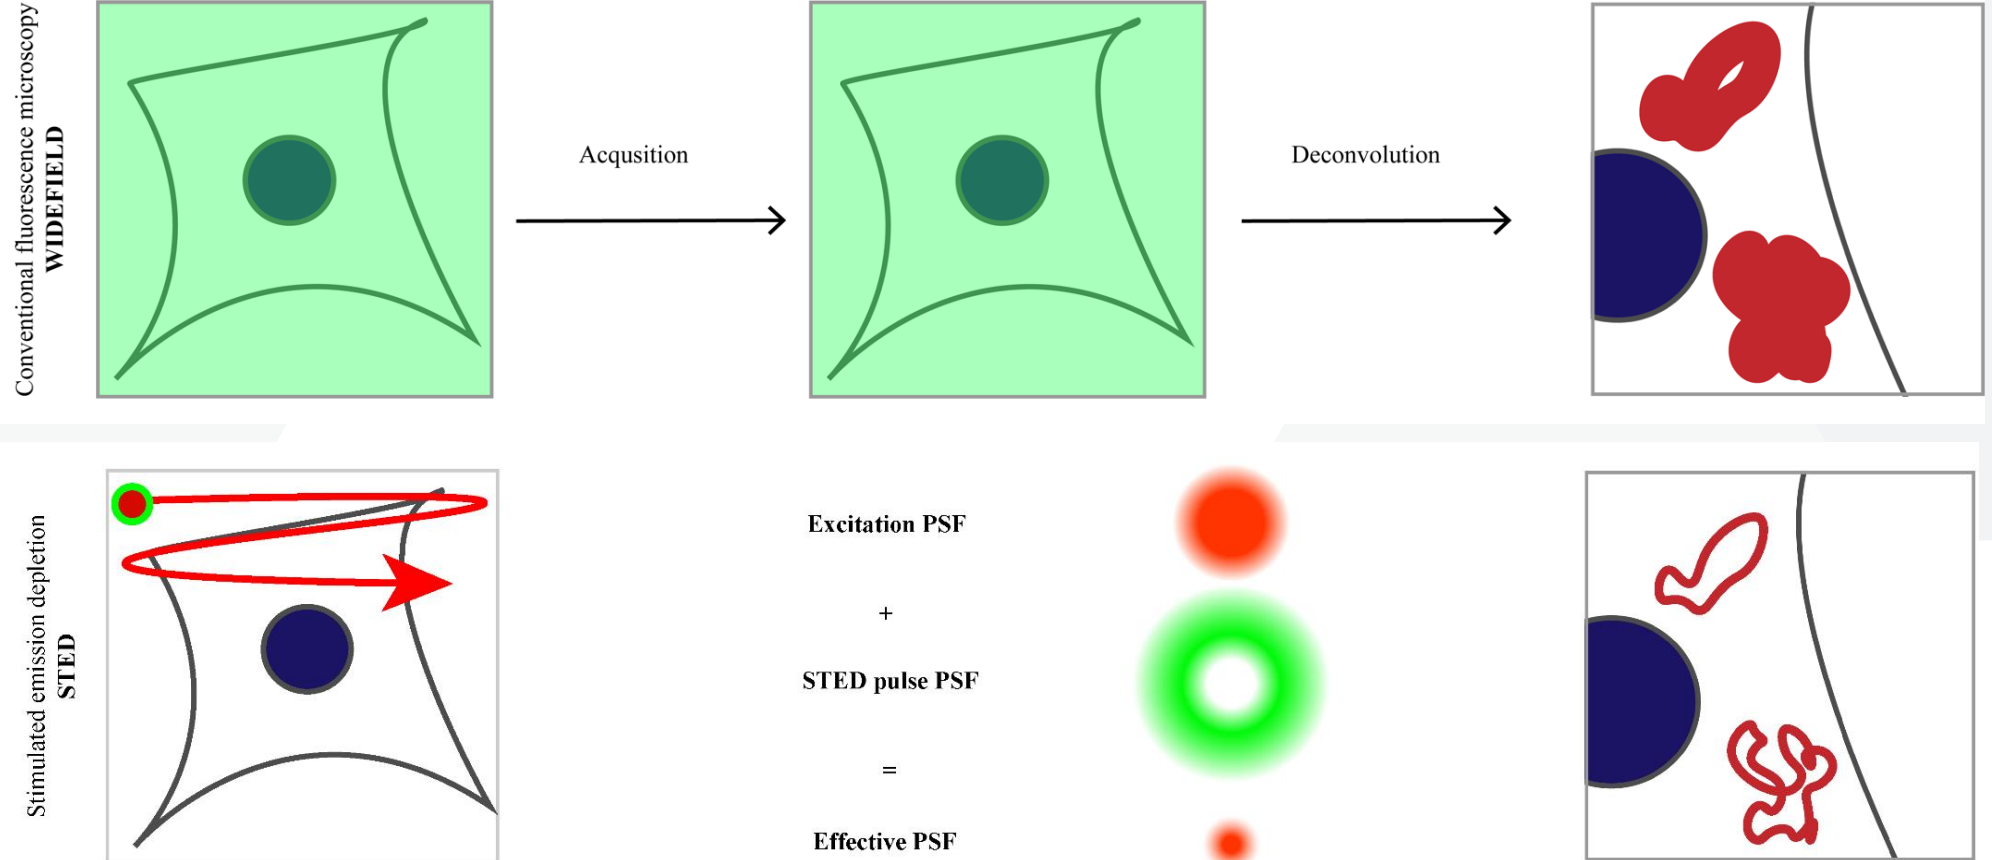 Conventional fluorescence microscopy
WIDEFIELD
Acqusition
Deconvolution
Stimulated emission depletion
STED
Excitation PSF
+
STED pulse PSF
=
Effective PSF